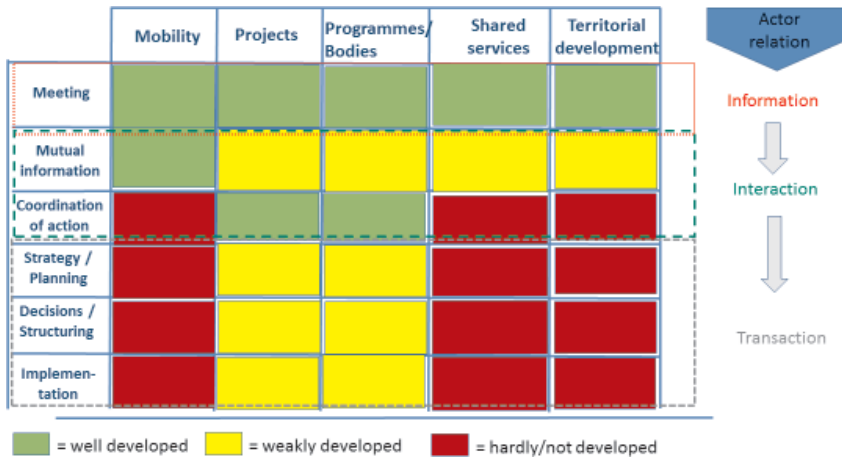 Mobility
Projects
Programmes/
Bodies
Shared
services
Territorial
development
Actor
relation
Meeting
Information
Mutual
information
Interaction
Coordination
of action
Strategy /
Planning
Decisions /
Structuring
Transaction
Implemen-
tation
= well developed
= weakly developed
= hardly/not developed